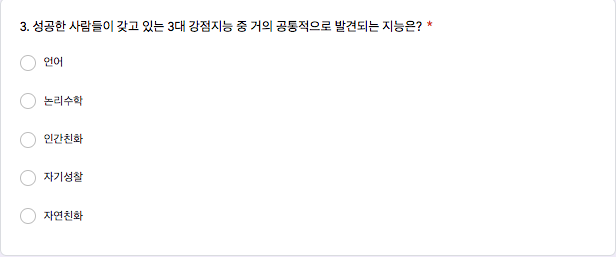 3. 성공한 사람들이 갖고 있는 3대 강점지능 중 거의 공통적으로 발견되는 지능은? *
언어
논리수학
인간친화
자기성찰
자연친화